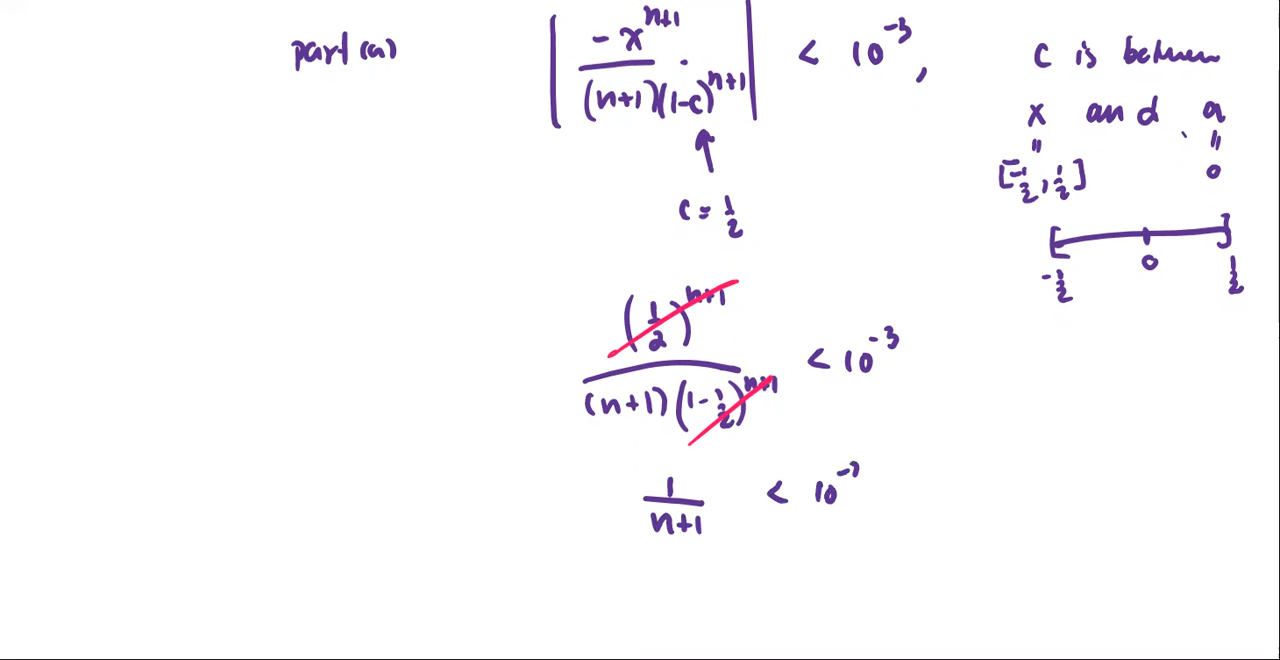 part (a) | -x^{n+1} / (n+1)(1-c)^{n+1} | < 10^{-3}, c is between
x and a
" "
[-1/2, 1/2] 0
c = 1/2
[ 0 ]
-1/2 1/2
(1/2)^{n+1} / (n+1)(1-1/2)^{n+1} < 10^{-3}
1 / n+1 < 10